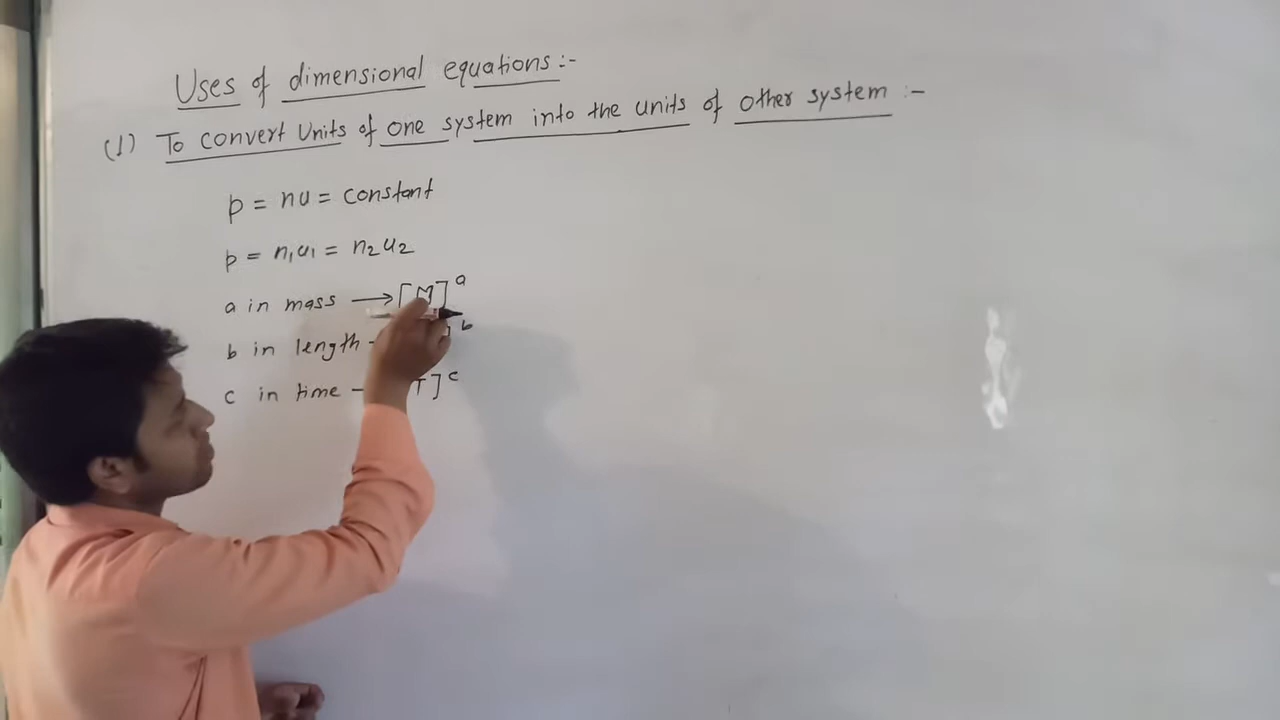 Uses of dimensional equations:-
(1) To convert units of one system into the units of other system :-
p = nu = constant
p = n₁u₁ = n₂u₂
a in mass → [M]ᵃ
b in length - ]ᵇ
c in time - T]ᶜ